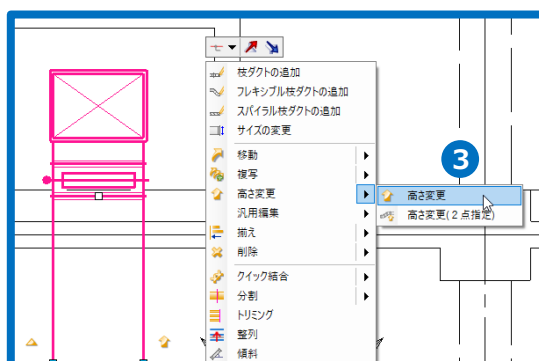 枝ダクトの追加
フレキシブル枝ダクトの追加
スパイラル枝ダクトの追加
サイズの変更
移動
複写
高さ変更
汎用編集
揃え
削除
クイック結合
分割
トリミング
整列
傾斜
3
高さ変更
高さ変更(2点指定)